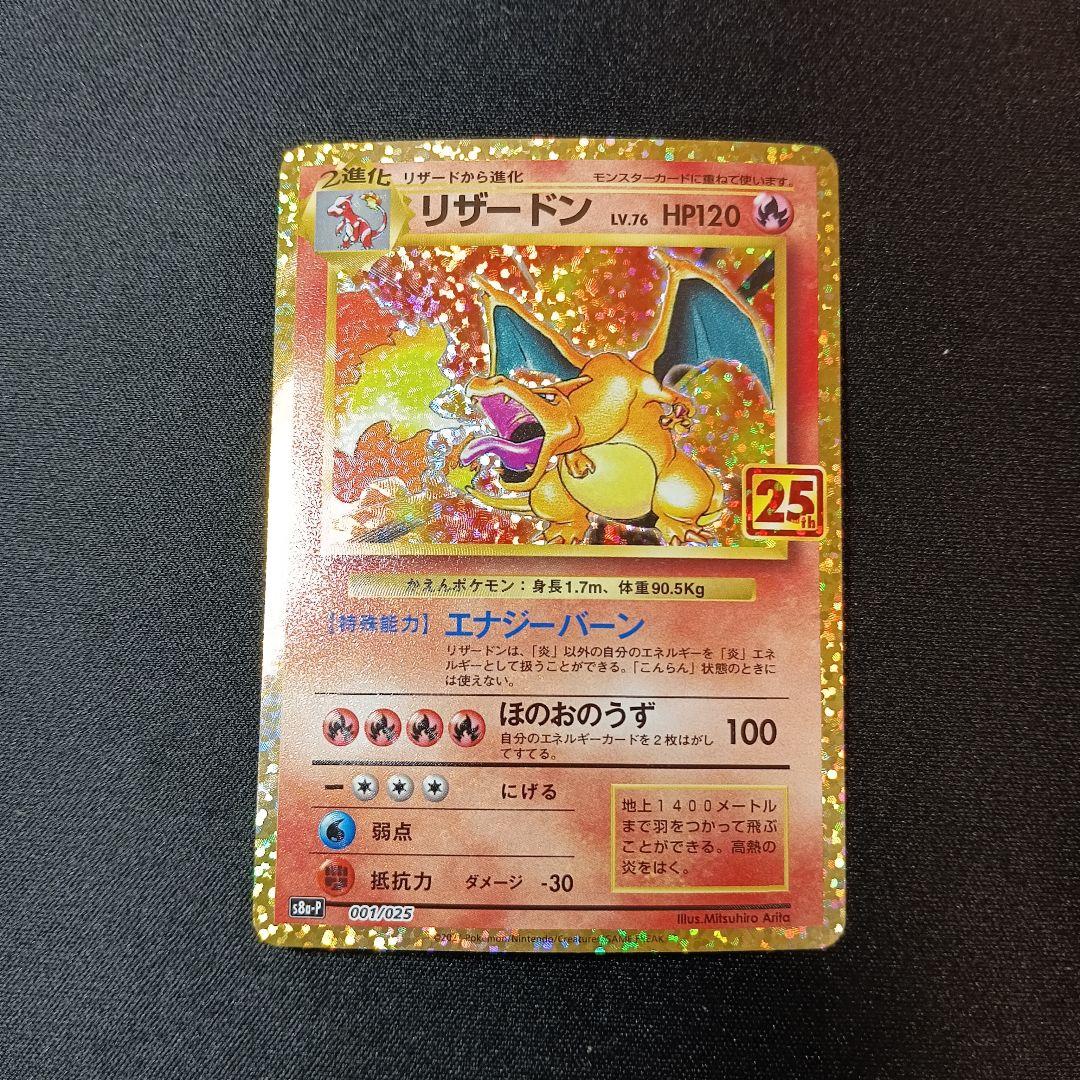 2進化 リザードから進化 モンスターカードに重ねて使います。
リザードン LV.76 HP120
25th
かえんポケモン：身長1.7m、体重90.5Kg
【特殊能力】 エナジーバーン
リザードンは、「炎」以外の自分のエネルギーを「炎」エネ
ルギーとして扱うことができる。「こんらん」状態のときに
は使えない。
ほのおのうず 100
自分のエネルギーカードを2枚はがし
てすてる。
にげる
弱点
抵抗力 ダメージ -30
地上1400メートル
まで羽をつかって飛ぶ
ことができる。高熱の
炎をはく。
s8a-P 001/025
Illus.Mitsuhiro Arita
Pokémon/Nintendo/Creatures